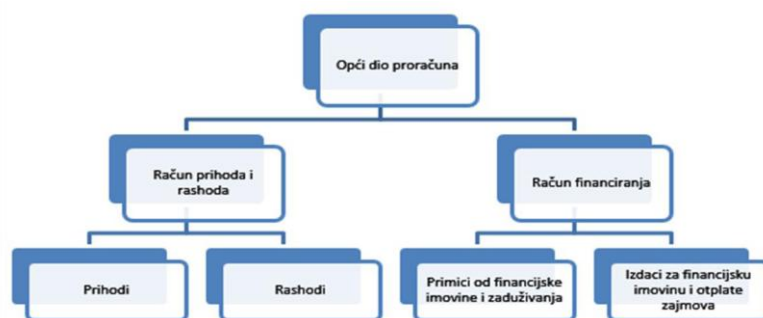 Opći dio proračuna
Račun prihoda i
rashoda
Račun financiranja
Prihodi
Rashodi
Primici od financijske
imovine i zaduživanja
Izdaci za financijsku
imovinu i otplate
zajmova